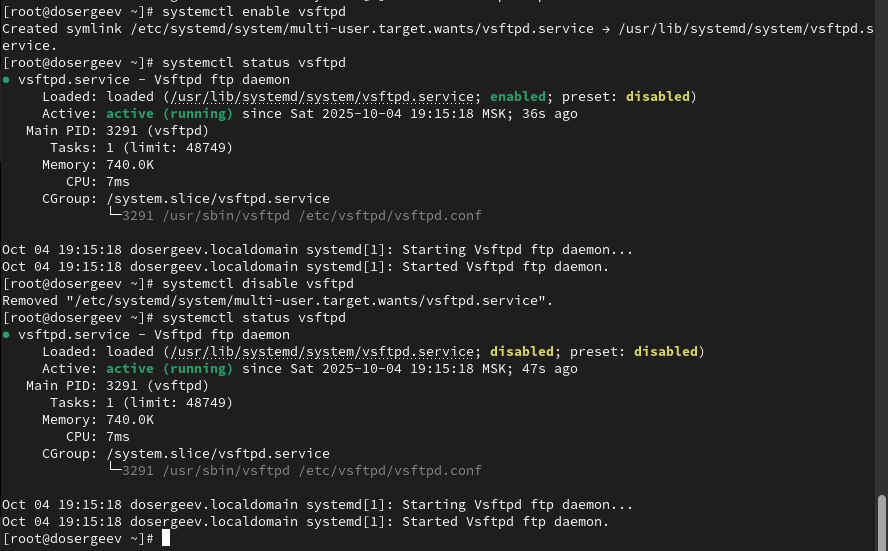 [root@dosergeev ~]# systemctl enable vsftpd
Created symlink /etc/systemd/system/multi-user.target.wants/vsftpd.service → /usr/lib/systemd/system/vsftpd.s
ervice.
[root@dosergeev ~]# systemctl status vsftpd
● vsftpd.service - Vsftpd ftp daemon
     Loaded: loaded (/usr/lib/systemd/system/vsftpd.service; enabled; preset: disabled)
     Active: active (running) since Sat 2025-10-04 19:15:18 MSK; 36s ago
   Main PID: 3291 (vsftpd)
      Tasks: 1 (limit: 48749)
     Memory: 740.0K
        CPU: 7ms
     CGroup: /system.slice/vsftpd.service
             └─3291 /usr/sbin/vsftpd /etc/vsftpd/vsftpd.conf

Oct 04 19:15:18 dosergeev.localdomain systemd[1]: Starting Vsftpd ftp daemon...
Oct 04 19:15:18 dosergeev.localdomain systemd[1]: Started Vsftpd ftp daemon.
[root@dosergeev ~]# systemctl disable vsftpd
Removed "/etc/systemd/system/multi-user.target.wants/vsftpd.service".
[root@dosergeev ~]# systemctl status vsftpd
● vsftpd.service - Vsftpd ftp daemon
     Loaded: loaded (/usr/lib/systemd/system/vsftpd.service; disabled; preset: disabled)
     Active: active (running) since Sat 2025-10-04 19:15:18 MSK; 47s ago
   Main PID: 3291 (vsftpd)
      Tasks: 1 (limit: 48749)
     Memory: 740.0K
        CPU: 7ms
     CGroup: /system.slice/vsftpd.service
             └─3291 /usr/sbin/vsftpd /etc/vsftpd/vsftpd.conf

Oct 04 19:15:18 dosergeev.localdomain systemd[1]: Starting Vsftpd ftp daemon...
Oct 04 19:15:18 dosergeev.localdomain systemd[1]: Started Vsftpd ftp daemon.
[root@dosergeev ~]#